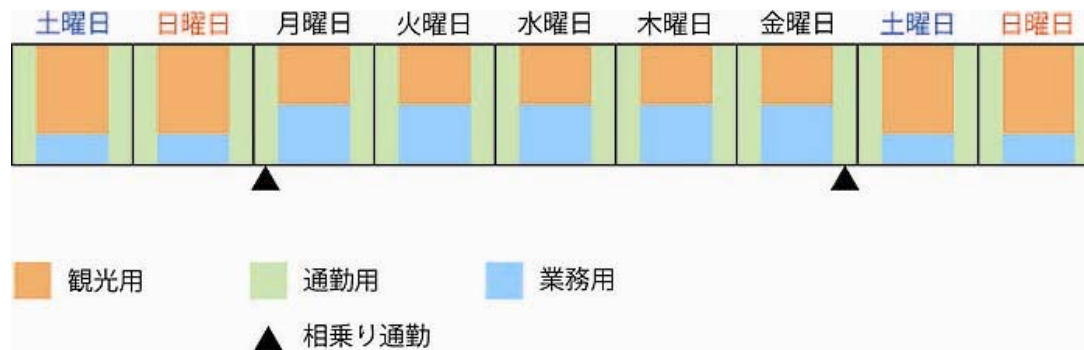 土曜日 日曜日 月曜日 火曜日 水曜日 木曜日 金曜日 土曜日 日曜日
観光用 通勤用 業務用
相乗り通勤